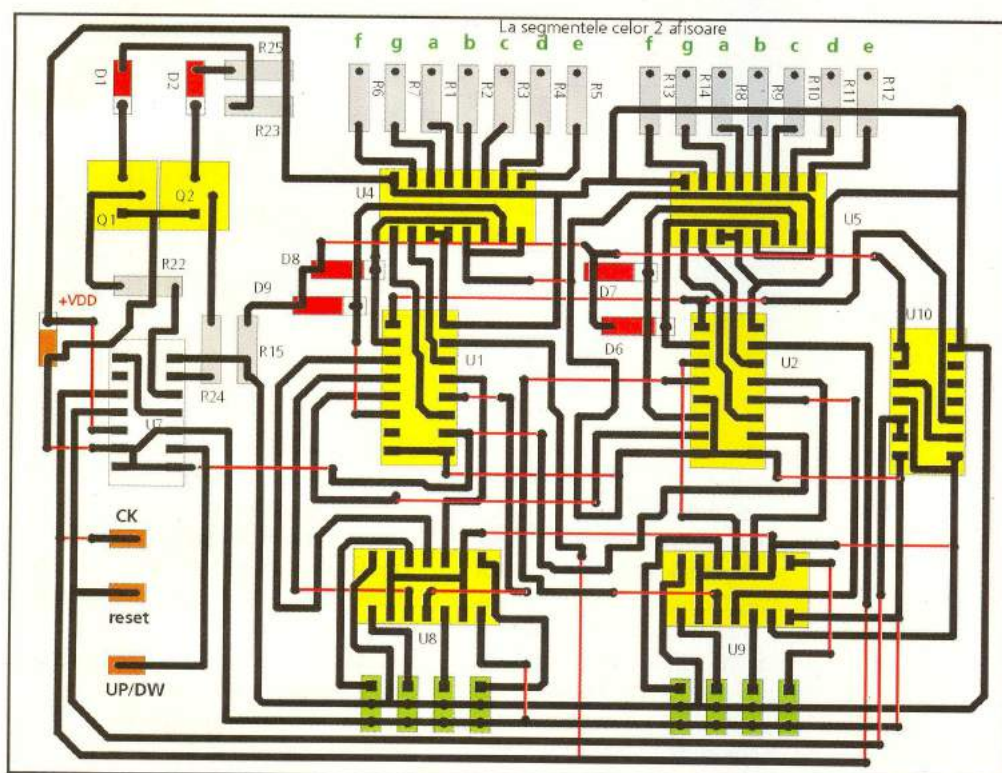 La segmentele celor 2 afisoare
f g a b c d e f g a b c d e
D1 D2 R25 R23
R6 R7 R1 R2 R3 R4 R5 R13 R14 R8 R9 R10 R11 R12
U4 U5
Q1 Q2
R22 D8 D7
+VDD D9 D6 U10
R15 U1 U2
R24
U7
CK
reset
U8 U9
UP/DW